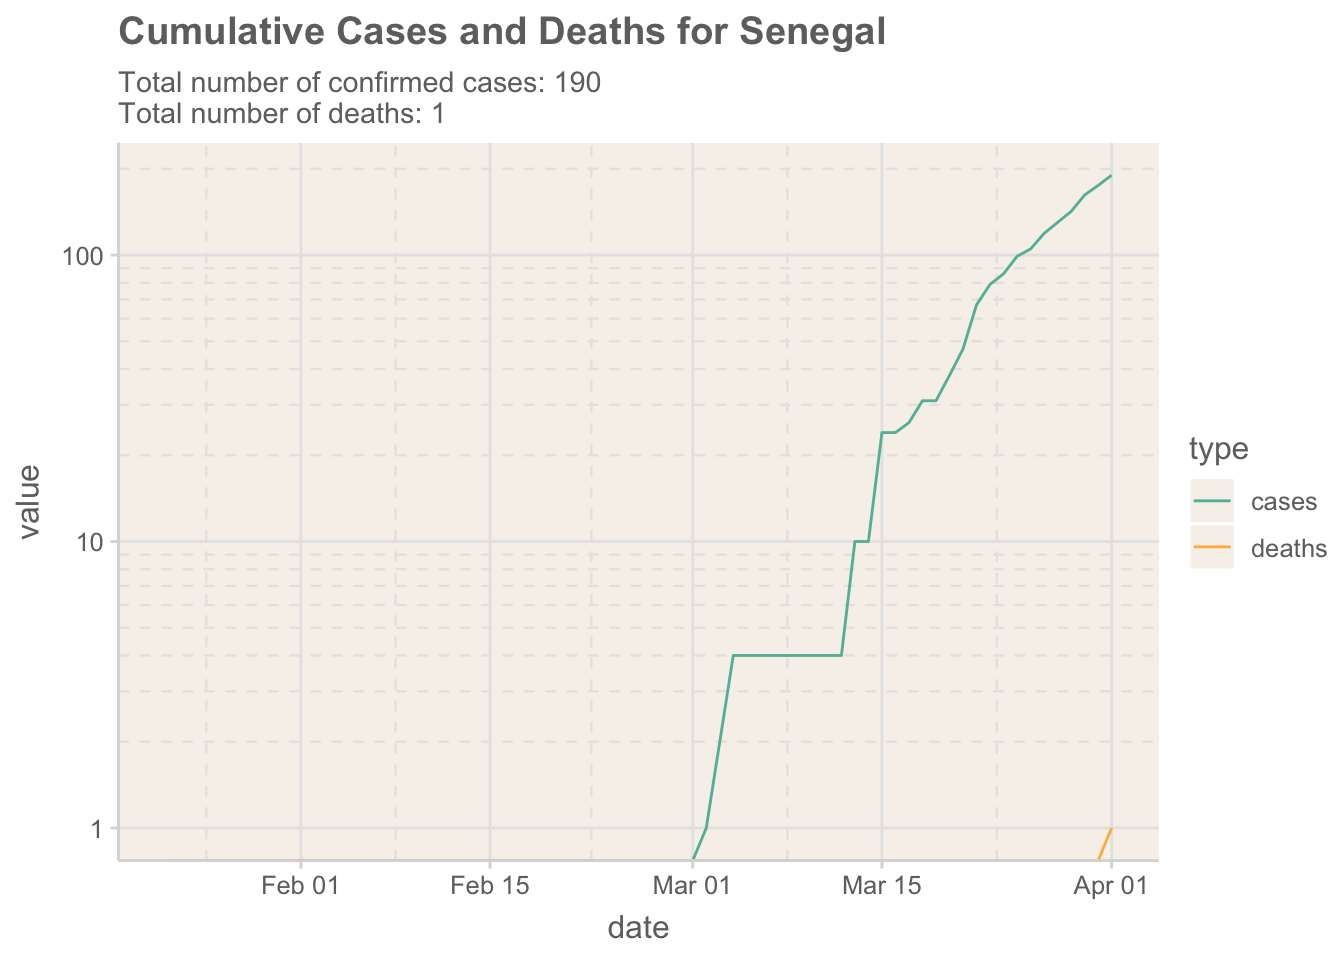 Cumulative Cases and Deaths for Senegal
Total number of confirmed cases: 190
Total number of deaths: 1
100
10
1
value
Feb 01
Feb 15
Mar 01
Mar 15
Apr 01
date
type
cases
deaths